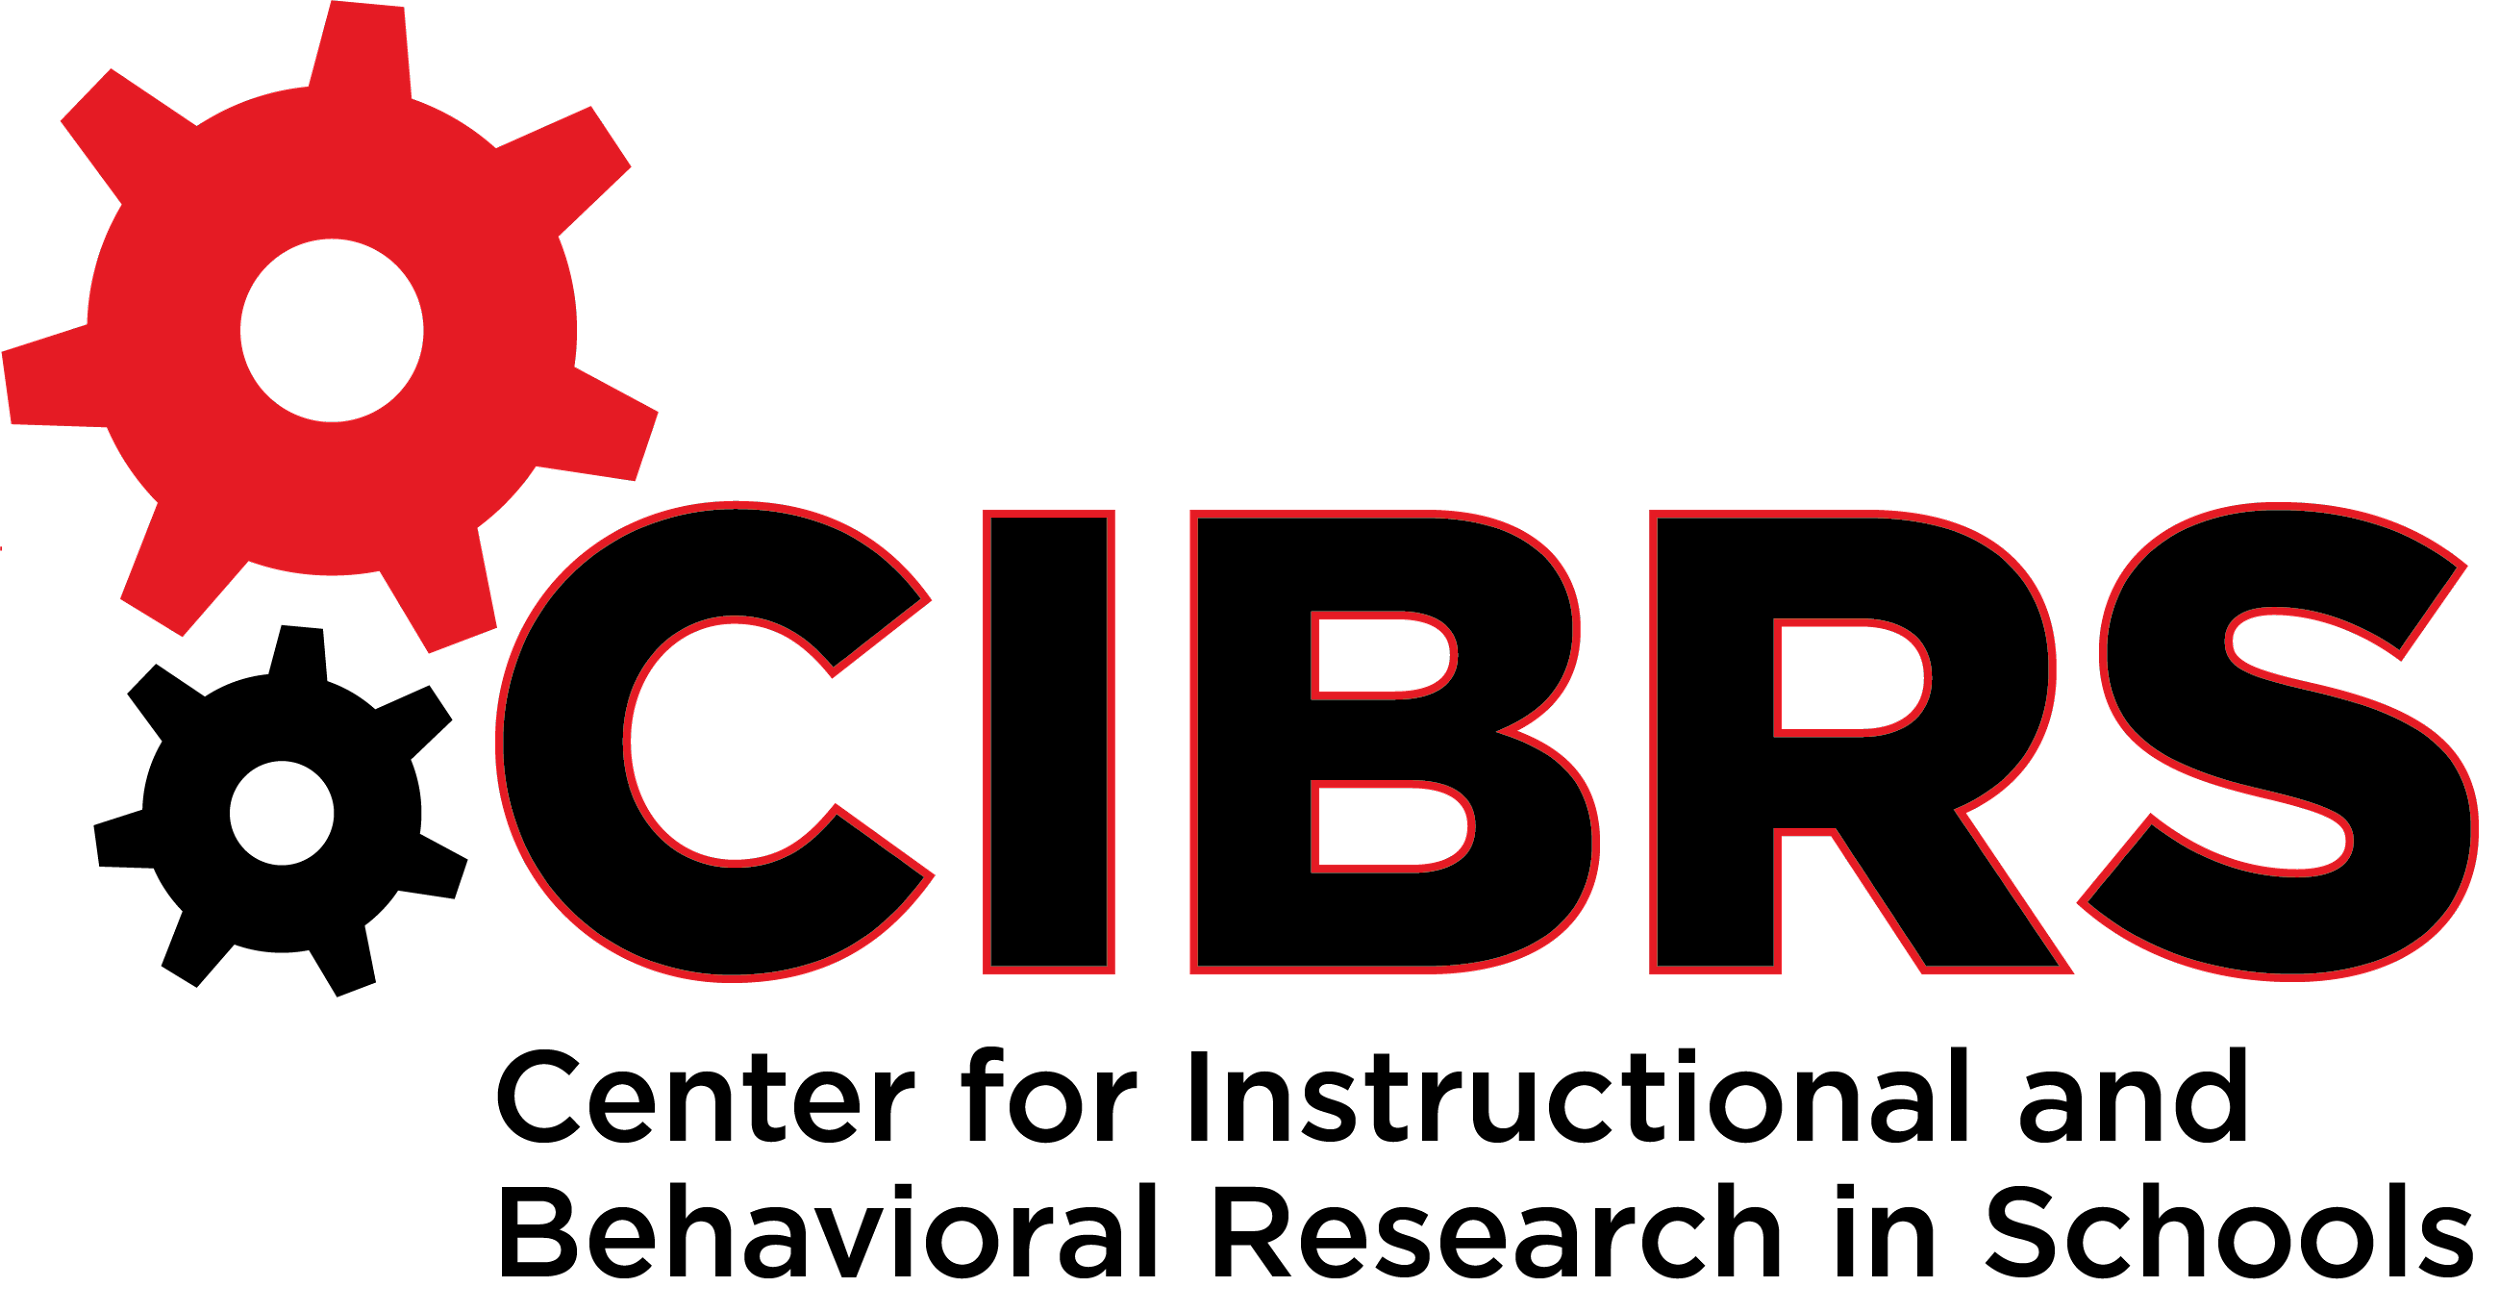 CIBRS
Center for Instructional and
Behavioral Research in Schools